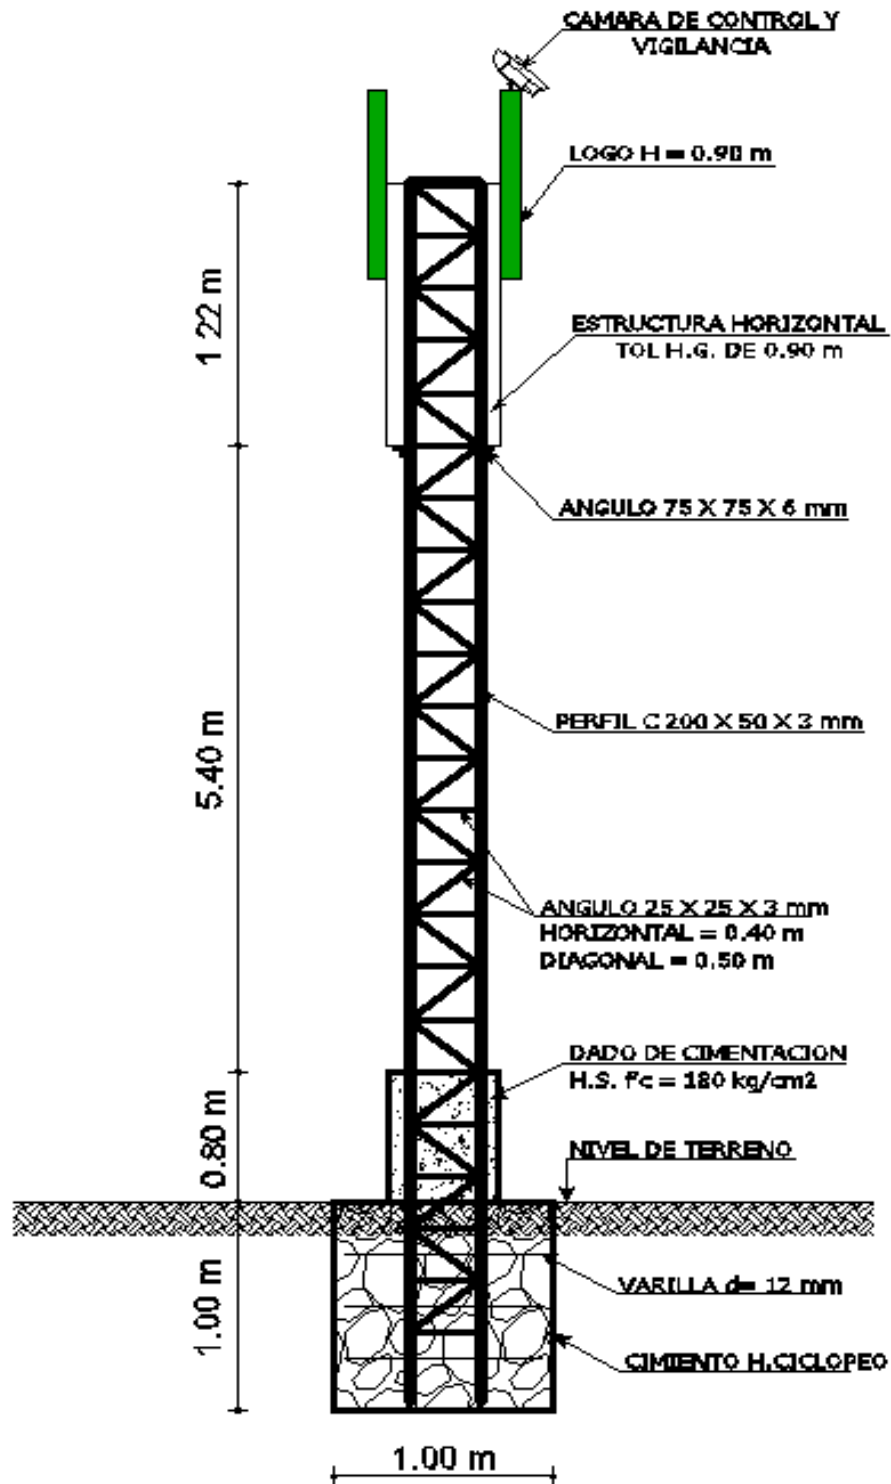 CAMARA DE CONTROL Y
VIGILANCIA
LOGO H = 0.98 m
1 22 m
ESTRUCTURA HORIZONTAL
TOL H.G. DE 0.90 m
ANGULO 75 X 75 X 6 mm
5.40 m
PERFIL C 200 X 50 X 3 mm
ANGULO 25 X 25 X 3 mm
HORIZONTAL = 0.40 m
DIAGONAL = 0.50 m
DADO DE CIMENTACION
H.S. f'c = 180 kg/cm2
0.80 m
NIVEL DE TERRENO
1.00 m
VARILLA d= 12 mm
CIMIENTO H.CICLOPEO
1.00 m